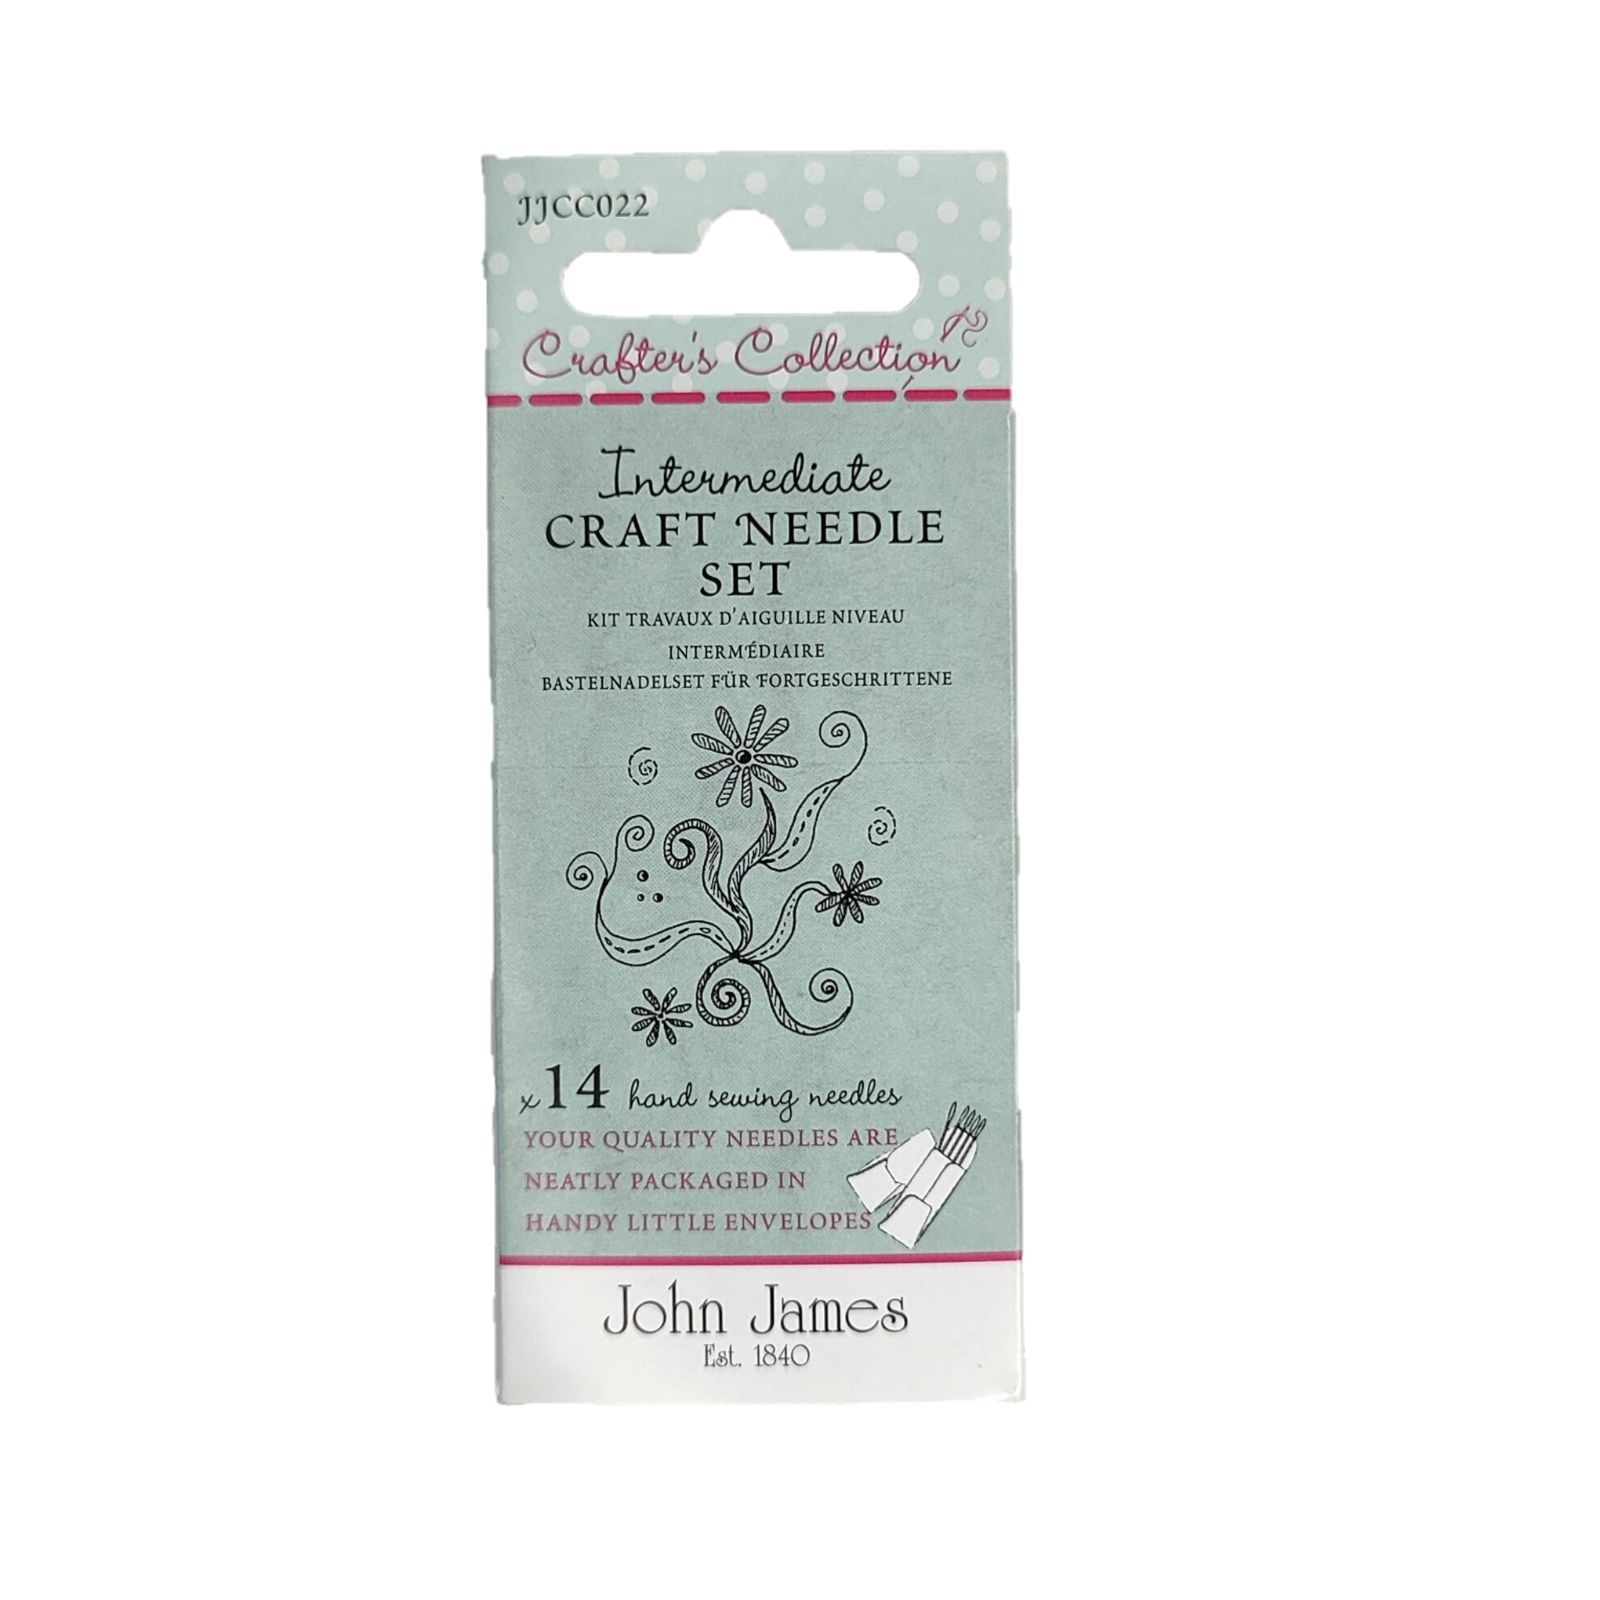 JJCC022
Crafter's Collection
Intermediate
CRAFT NEEDLE
SET
KIT TRAVAUX D'AIGUILLE NIVEAU
INTERMÉDIAIRE
BASTELNADELSET FÜR FORTGESCHRITTENE
x14 hand sewing needles
YOUR QUALITY NEEDLES ARE
NEATLY PACKAGED IN
HANDY LITTLE ENVELOPES
John James
Est. 1840